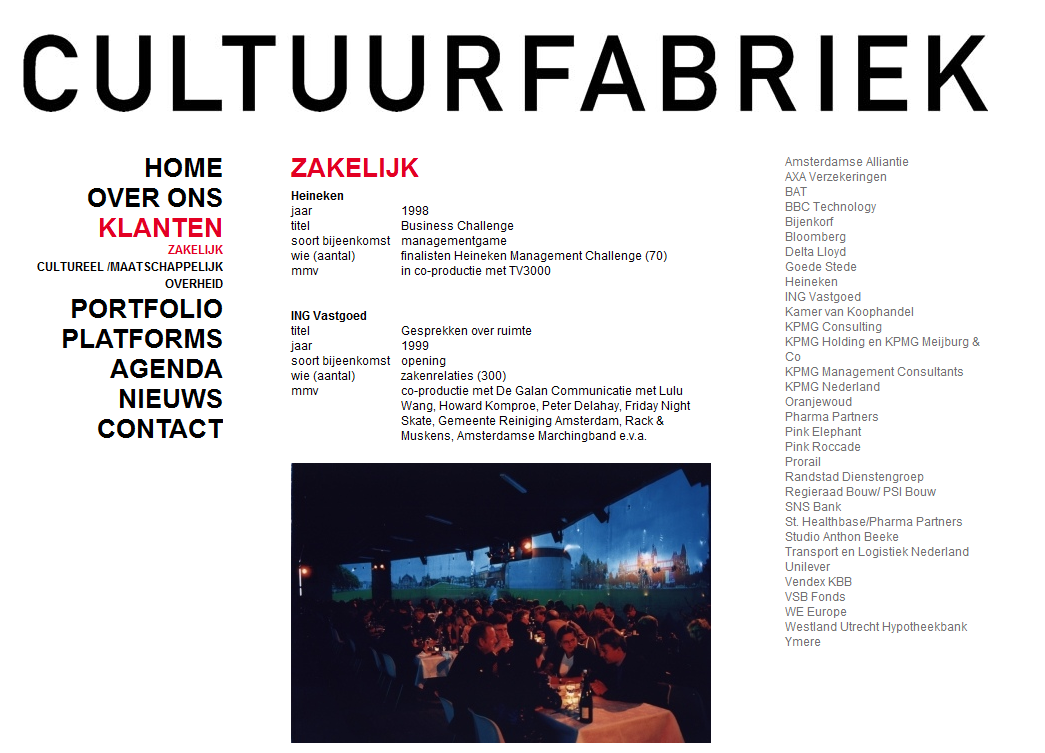 CULTUURFABRIEK
HOME
OVER ONS
KLANTEN
ZAKELIJK
CULTUREEL /MAATSCHAPPELIJK
OVERHEID
PORTFOLIO
PLATFORMS
AGENDA
NIEUWS
CONTACT
ZAKELIJK
Heineken
jaar 1998
titel Business Challenge
soort bijeenkomst managementgame
wie (aantal) finalisten Heineken Management Challenge (70)
mmv in co-productie met TV3000
ING Vastgoed
titel Gesprekken over ruimte
jaar 1999
soort bijeenkomst opening
wie (aantal) zakenrelaties (300)
mmv co-productie met De Galan Communicatie met Lulu
Wang, Howard Komproe, Peter Delahay, Friday Night
Skate, Gemeente Reiniging Amsterdam, Rack &
Muskens, Amsterdamse Marchingband e.v.a.
Amsterdamse Alliantie
AXA Verzekeringen
BAT
BBC Technology
Bijenkorf
Bloomberg
Delta Lloyd
Goede Stede
Heineken
ING Vastgoed
Kamer van Koophandel
KPMG Consulting
KPMG Holding en KPMG Meijburg &
Co
KPMG Management Consultants
KPMG Nederland
Oranjewoud
Pharma Partners
Pink Elephant
Pink Roccade
Prorail
Randstad Dienstengroep
Regieraad Bouw/ PSI Bouw
SNS Bank
St. Healthbase/Pharma Partners
Studio Anthon Beeke
Transport en Logistiek Nederland
Unilever
Vendex KBB
VSB Fonds
WE Europe
Westland Utrecht Hypotheekbank
Ymere